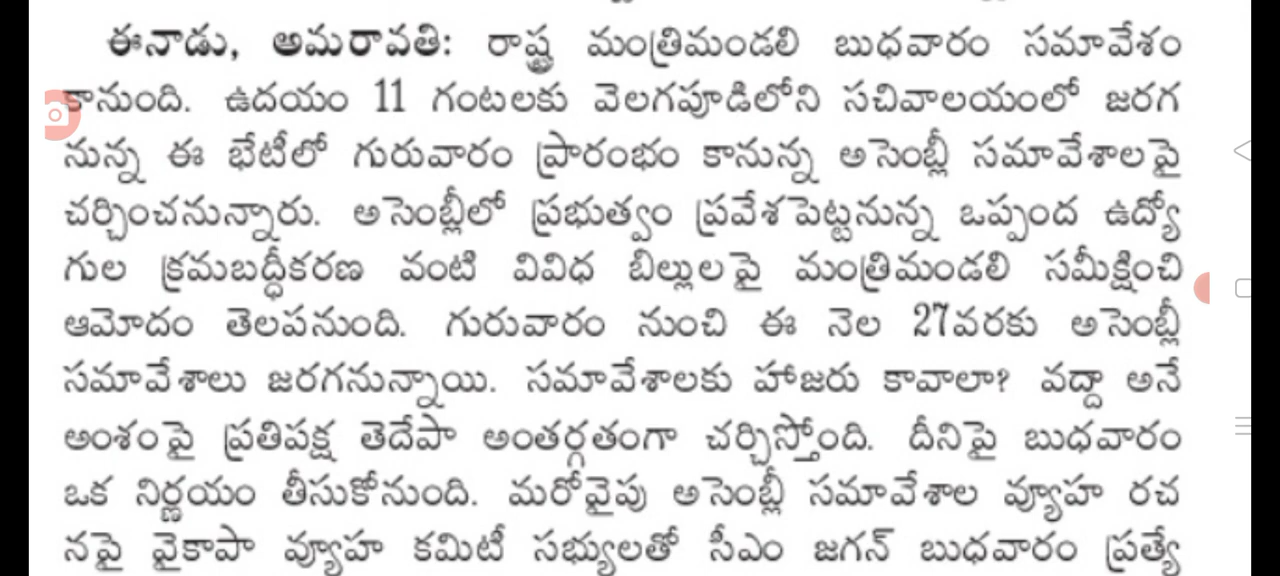 ఈనాడు, అమరావతి: రాష్ట్ర మంత్రిమండలి బుధవారం సమావేశం
కానుంది. ఉదయం 11 గంటలకు వెలగపూడిలోని సచివాలయంలో జరగ
నున్న ఈ భేటీలో గురువారం ప్రారంభం కానున్న అసెంబ్లీ సమావేశాలపై
చర్చించనున్నారు. అసెంబ్లీలో ప్రభుత్వం ప్రవేశపెట్టనున్న ఒప్పంద ఉద్యో
గుల క్రమబద్ధీకరణ వంటి వివిధ బిల్లులపై మంత్రిమండలి సమీక్షించి
ఆమోదం తెలపనుంది. గురువారం నుంచి ఈ నెల 27వరకు అసెంబ్లీ
సమావేశాలు జరగనున్నాయి. సమావేశాలకు హాజరు కావాలా? వద్దా అనే
అంశంపై ప్రతిపక్ష తెదేపా అంతర్గతంగా చర్చిస్తోంది. దీనిపై బుధవారం
ఒక నిర్ణయం తీసుకోనుంది. మరోవైపు అసెంబ్లీ సమావేశాల వ్యూహ రచ
నపై వైకాపా వ్యూహ కమిటీ సభ్యులతో సీఎం జగన్ బుధవారం ప్రత్యే